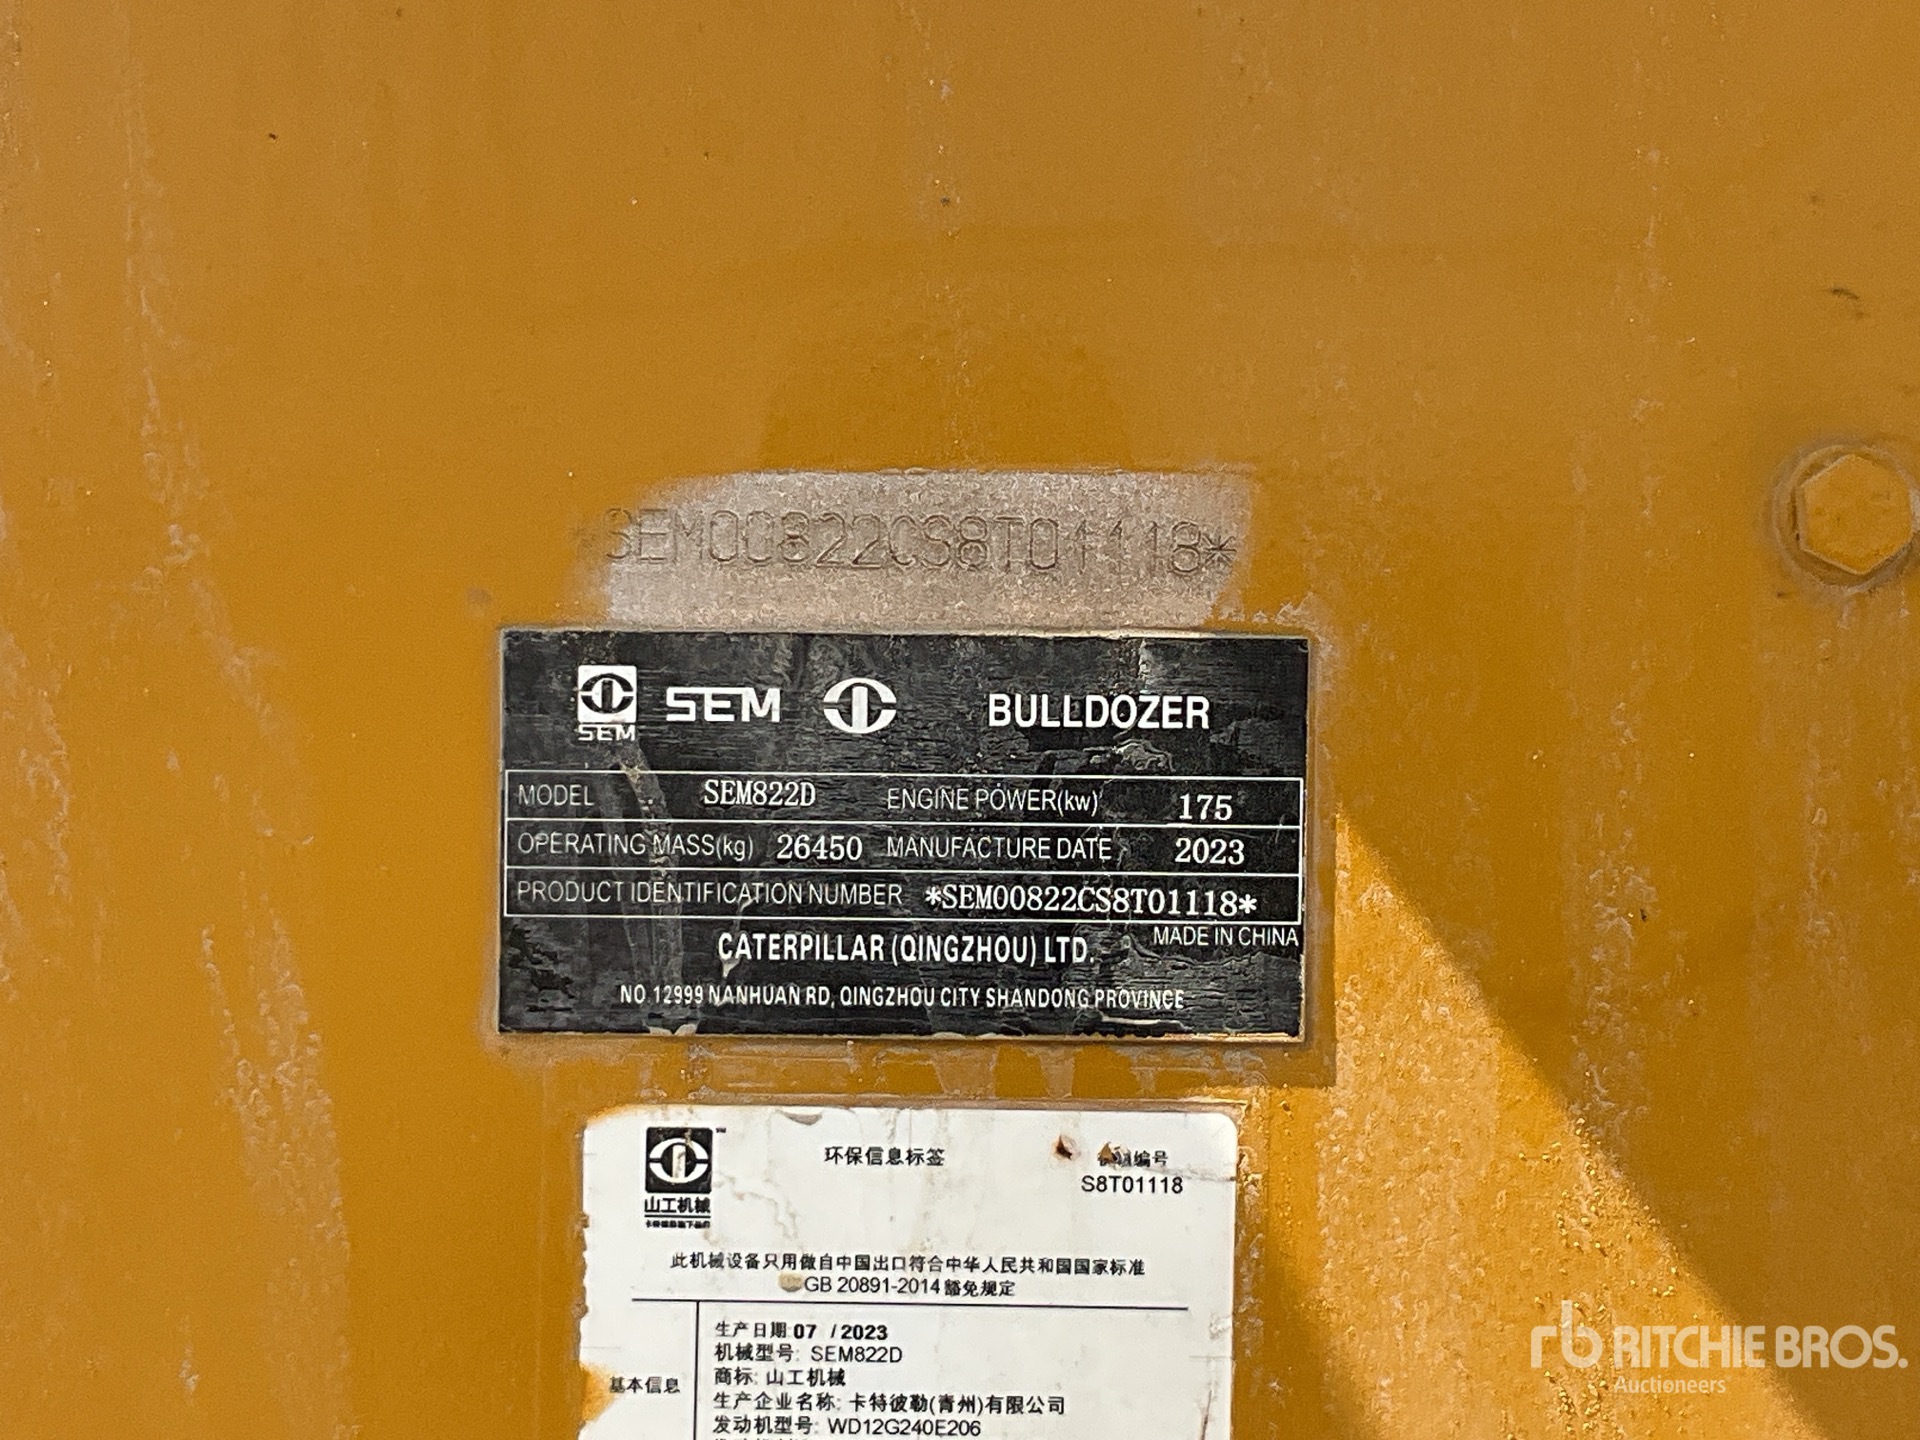 *SEM00822CS8T01118*
SEM SEM BULLDOZER
MODEL SEM822D ENGINE POWER(kw) 175
OPERATING MASS(kg) 26450 MANUFACTURE DATE 2023
PRODUCT IDENTIFICATION NUMBER *SEM00822CS8T01118*
MADE IN CHINA
CATERPILLAR (QINGZHOU) LTD.
NO.12999 NANHUAN RD, QINGZHOU CITY SHANDONG PROVINCE
环保信息标签
编号
S8T01118
山工机械
此机械设备只用做自中国出口符合中华人民共和国国家标准
GB 20891-2014 豁免规定
基本信息
生产日期: 07 / 2023
机械型号: SEM822D
商标: 山工机械
生产企业名称: 卡特彼勒(青州)有限公司
发动机型号: WD12G240E206
rb RITCHIE BROS.
Auctioneers